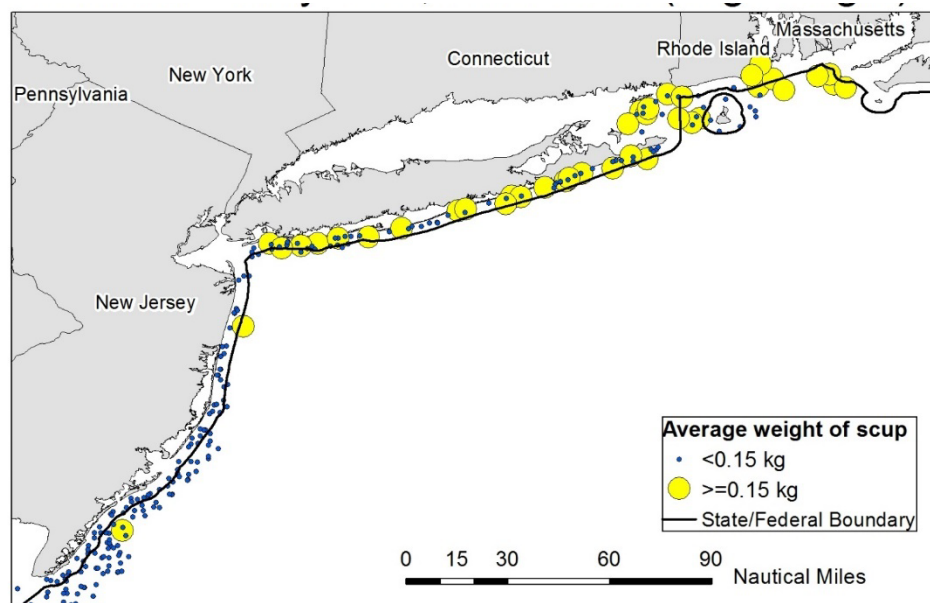 Massachusetts
Rhode Island
Connecticut
New York
Pennsylvania
New Jersey
Average weight of scup
<0.15 kg
>=0.15 kg
State/Federal Boundary
0 15 30 60 90
Nautical Miles